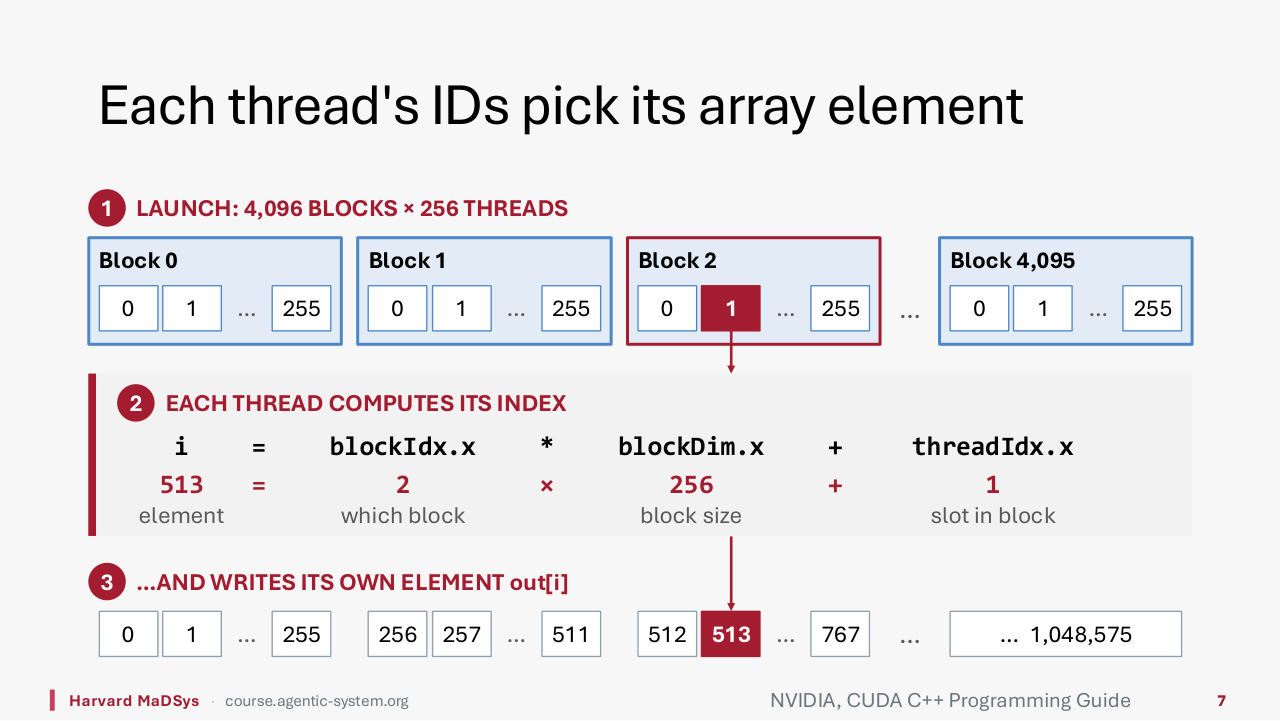 Each thread's IDs pick its array element
1 LAUNCH: 4,096 BLOCKS × 256 THREADS
Block 0 Block 1 Block 2 Block 4,095
0 1 ... 255 0 1 ... 255 0 1 ... 255 ... 0 1 ... 255
2 EACH THREAD COMPUTES ITS INDEX
i = blockIdx.x * blockDim.x + threadIdx.x
513 = 2 × 256 + 1
element which block block size slot in block
3 ...AND WRITES ITS OWN ELEMENT out[i]
0 1 ... 255 256 257 ... 511 512 513 ... 767 ... ... 1,048,575
Harvard MaDSys · course.agentic-system.org NVIDIA, CUDA C++ Programming Guide 7